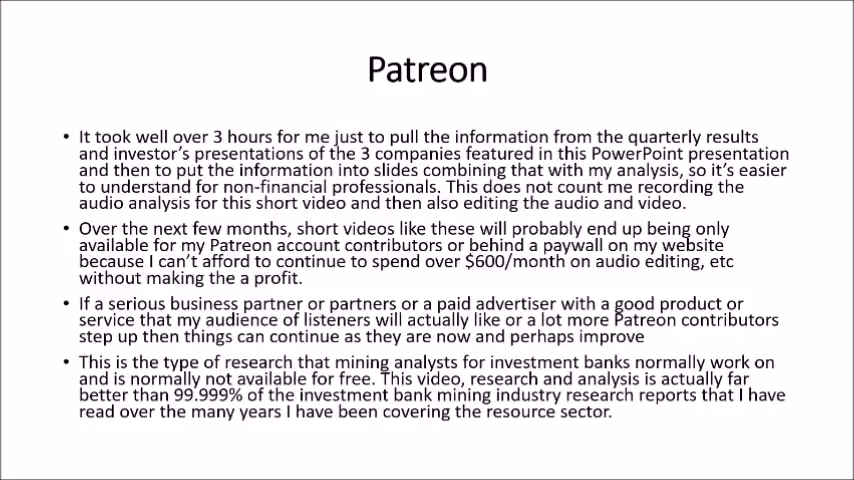 Patreon
• It took well over 3 hours for me just to pull the information from the quarterly results
and investor's presentations of the 3 companies featured in this PowerPoint presentation
and then to put the information into slides combining that with my analysis, so it's easier
to understand for non-financial professionals. This does not count me recording the
audio analysis for this short video and then also editing the audio and video.
• Over the next few months, short videos like these will probably end up being only
available for my Patreon account contributors or behind a paywall on my website
because I can't afford to continue to spend over $600/month on audio editing, etc
without making the a profit.
• If a serious business partner or partners or a paid advertiser with a good product or
service that my audience of listeners will actually like or a lot more Patreon contributors
step up then things can continue as they are now and perhaps improve
• This is the type of research that mining analysts for investment banks normally work on
and is normally not available for free. This video, research and analysis is actually far
better than 99.999% of the investment bank mining industry research reports that I have
read over the many years I have been covering the resource sector.